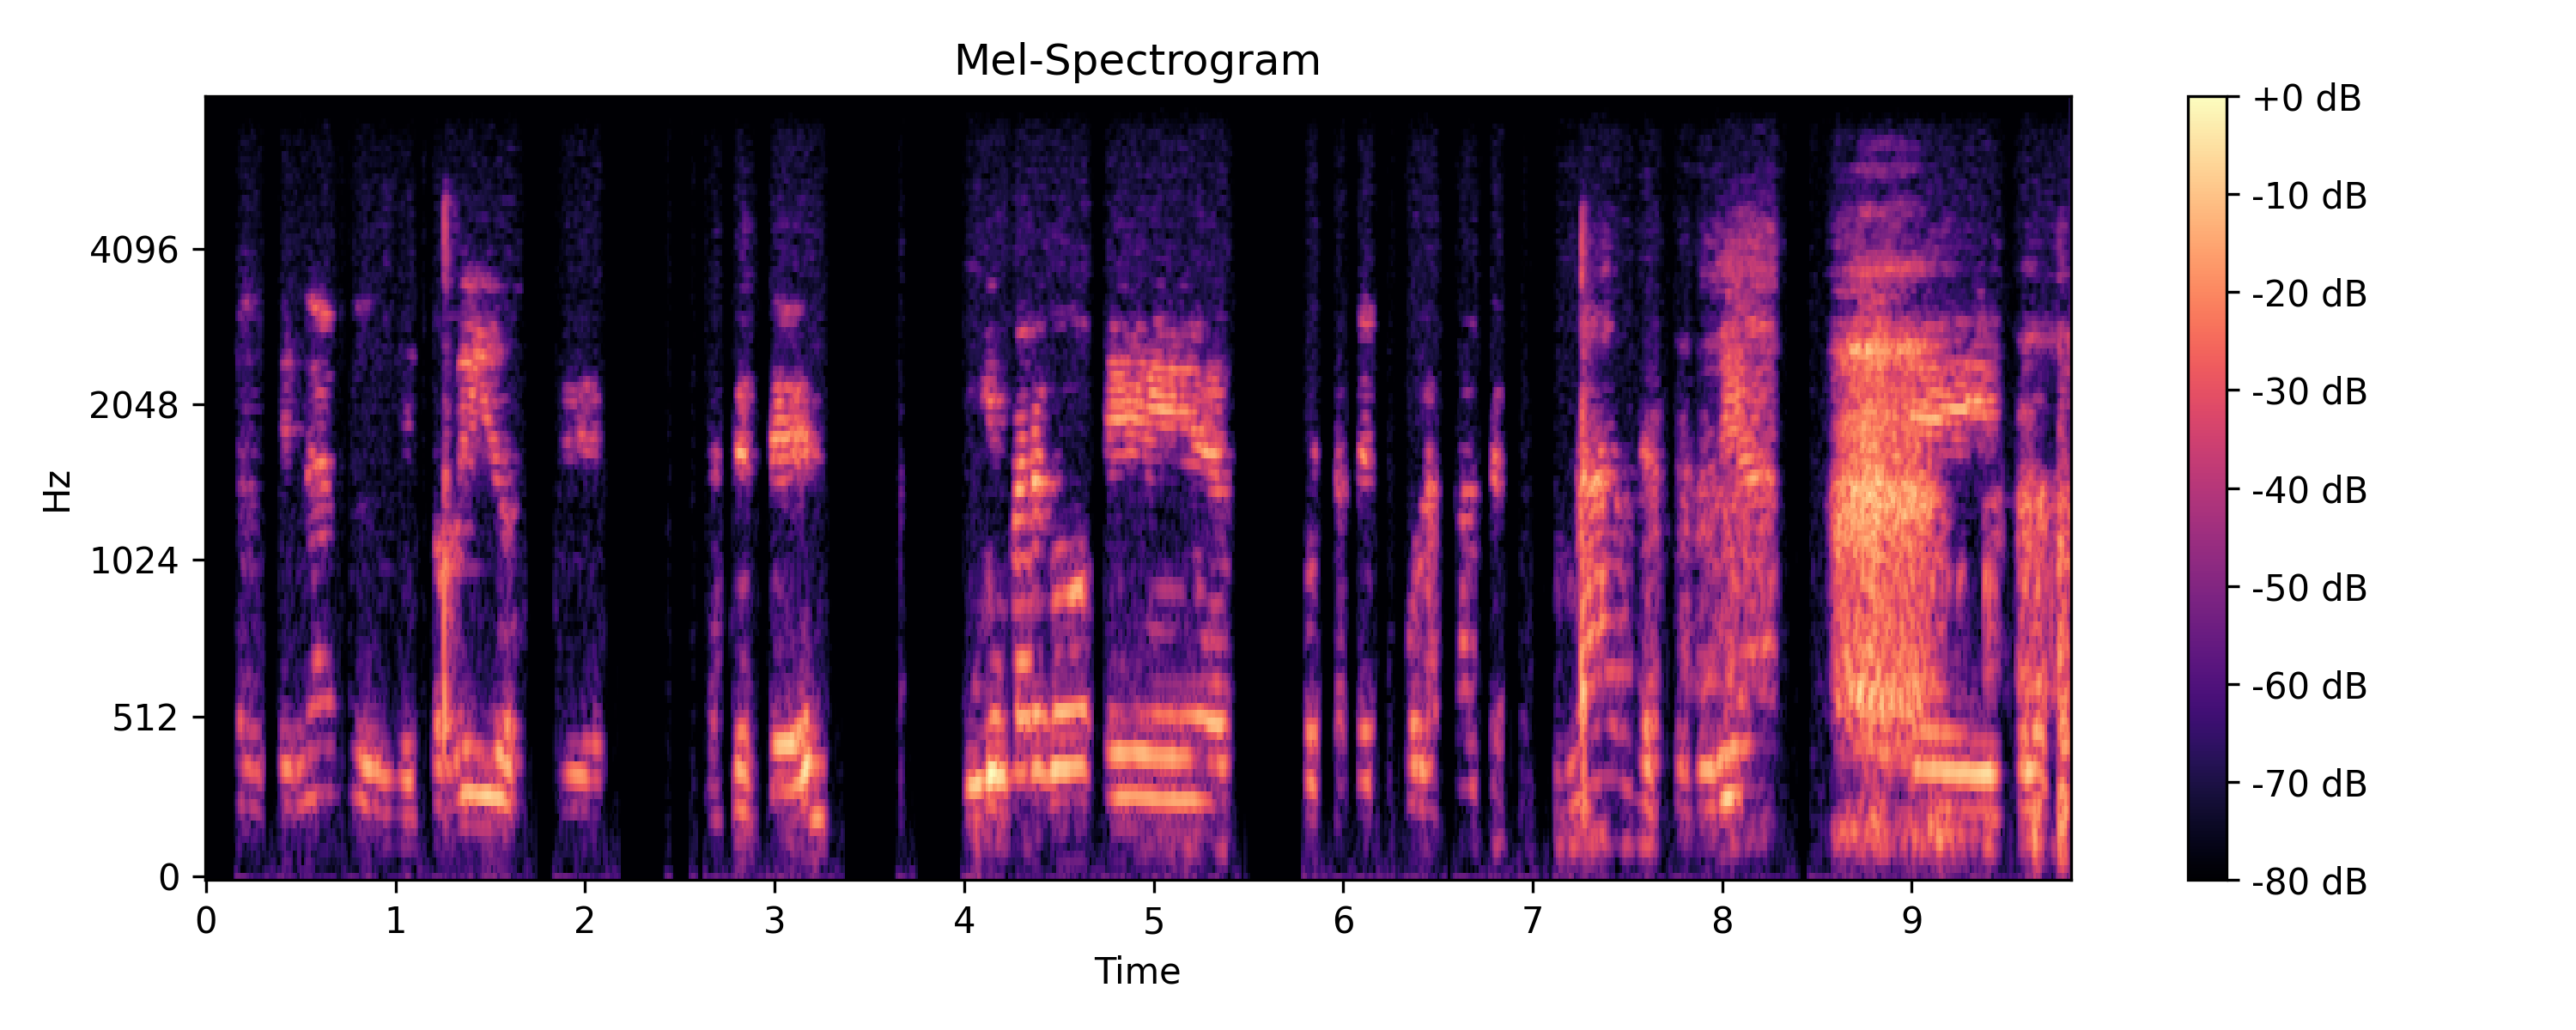 Mel-Spectrogram
+0 dB
-10 dB
-20 dB
-30 dB
-40 dB
-50 dB
-60 dB
-70 dB
-80 dB
Hz
4096
2048
1024
512
0
0 1 2 3 4 5 6 7 8 9
Time